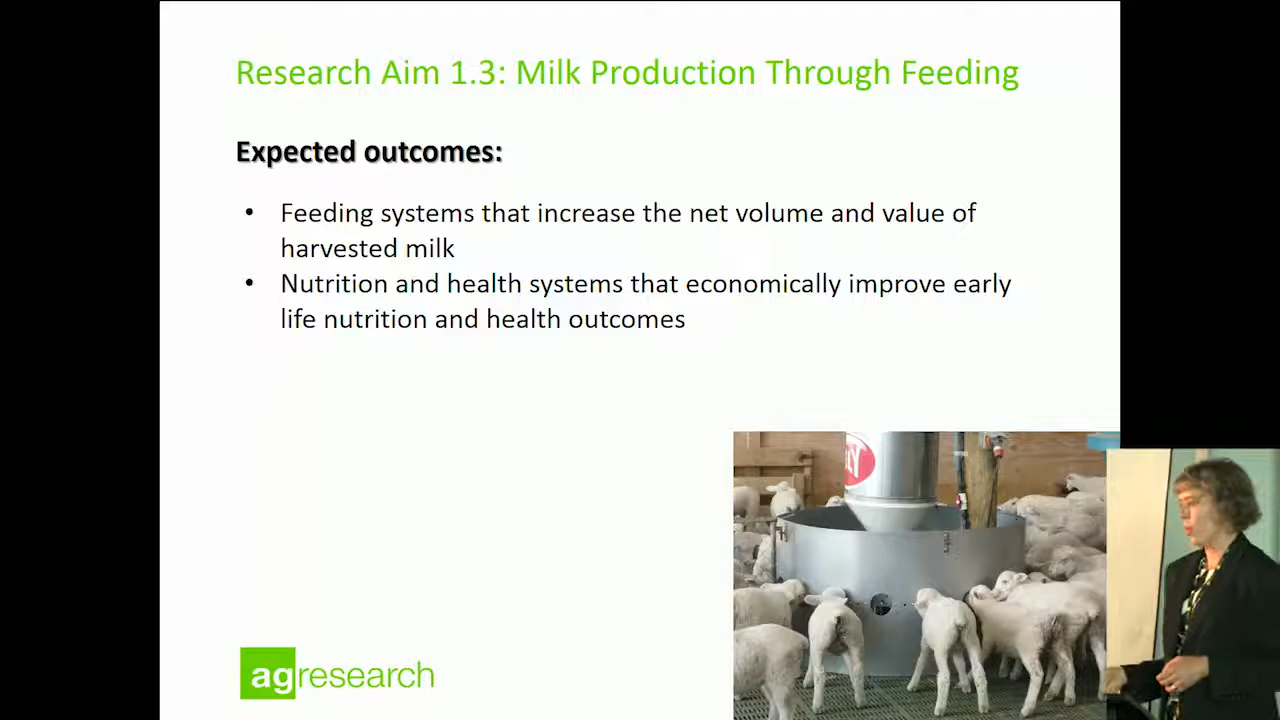 Research Aim 1.3: Milk Production Through Feeding
Expected outcomes:
• Feeding systems that increase the net volume and value of
harvested milk
• Nutrition and health systems that economically improve early
life nutrition and health outcomes
agresearch